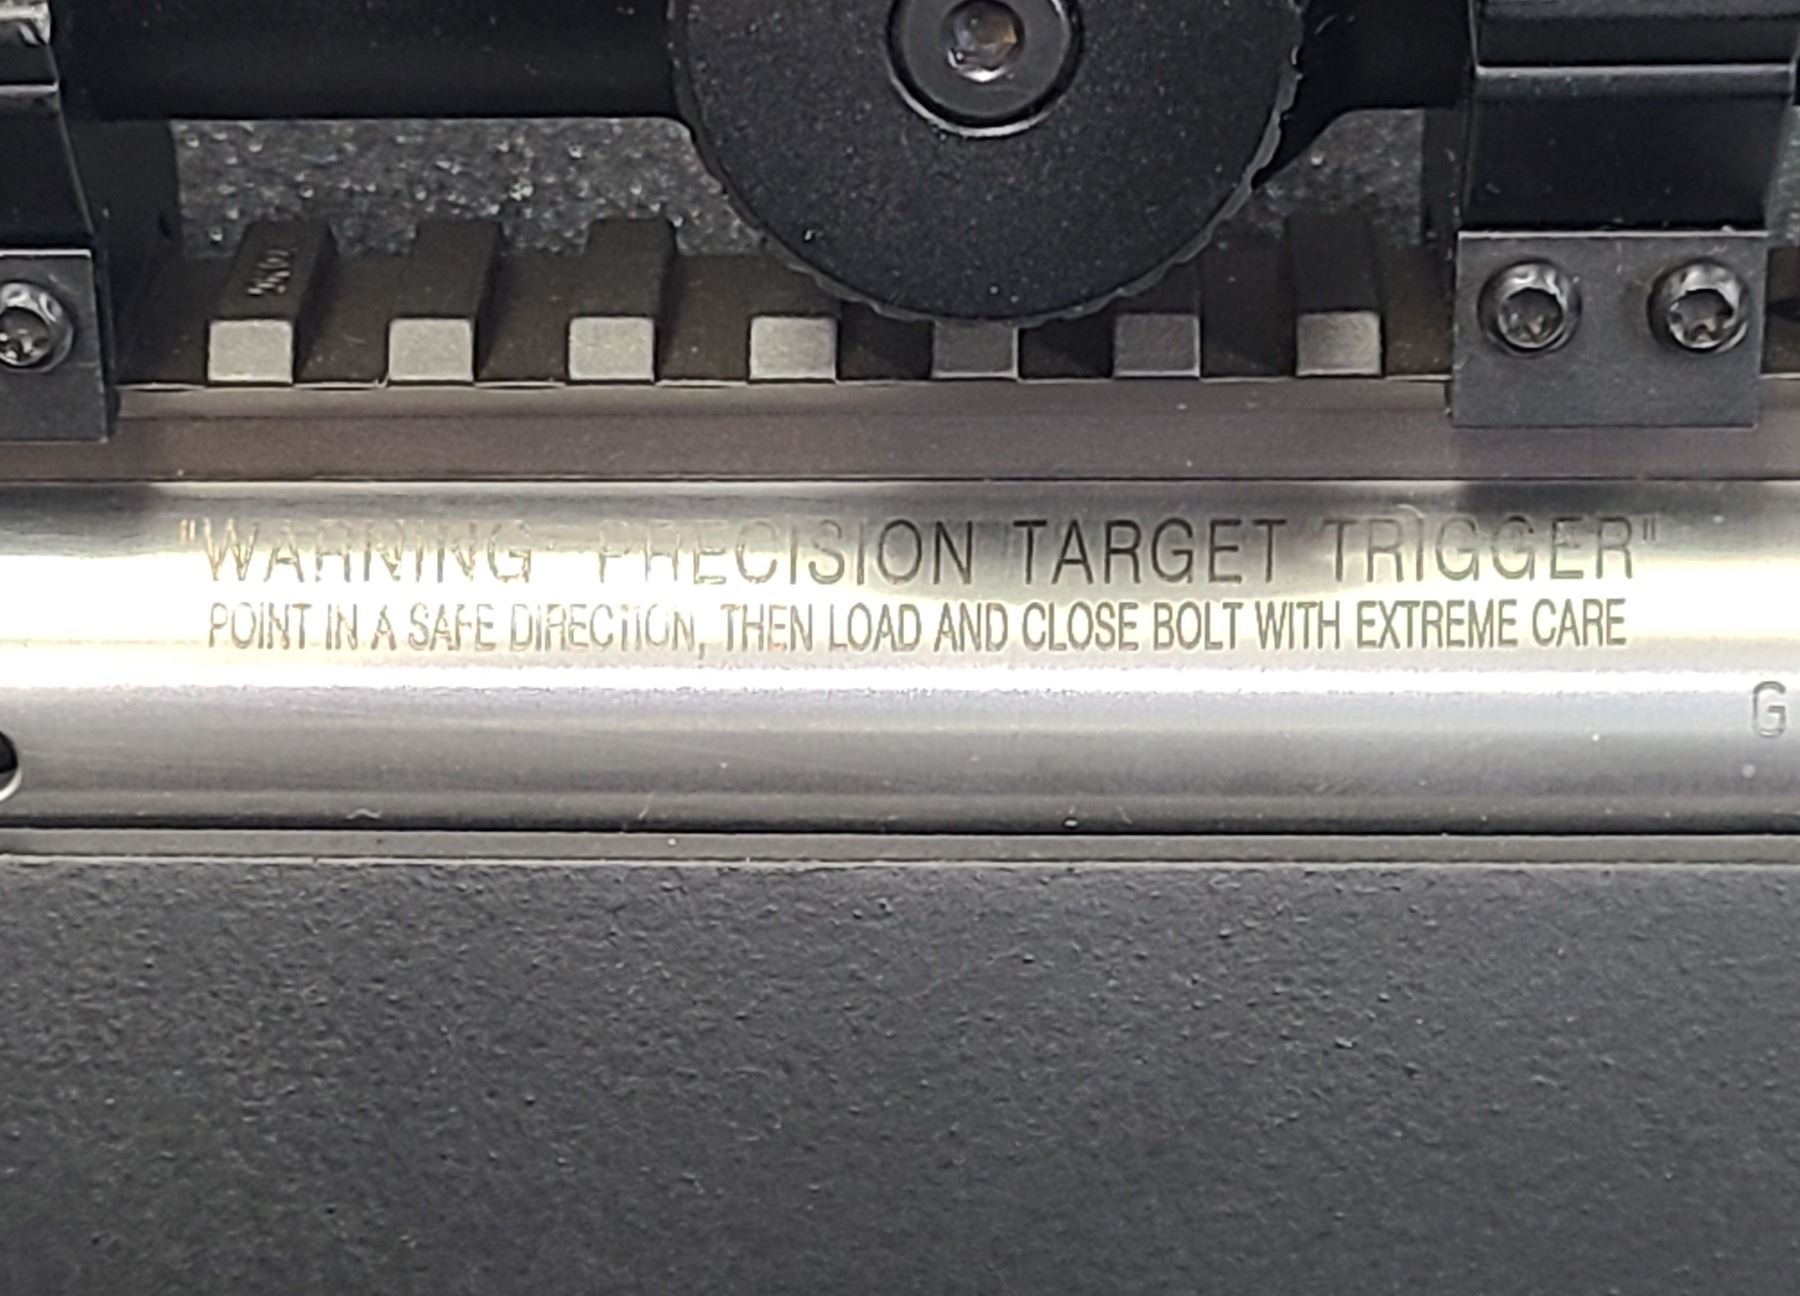 "WARNING - PRECISION TARGET TRIGGER"
POINT IN A SAFE DIRECTION, THEN LOAD AND CLOSE BOLT WITH EXTREME CARE
G